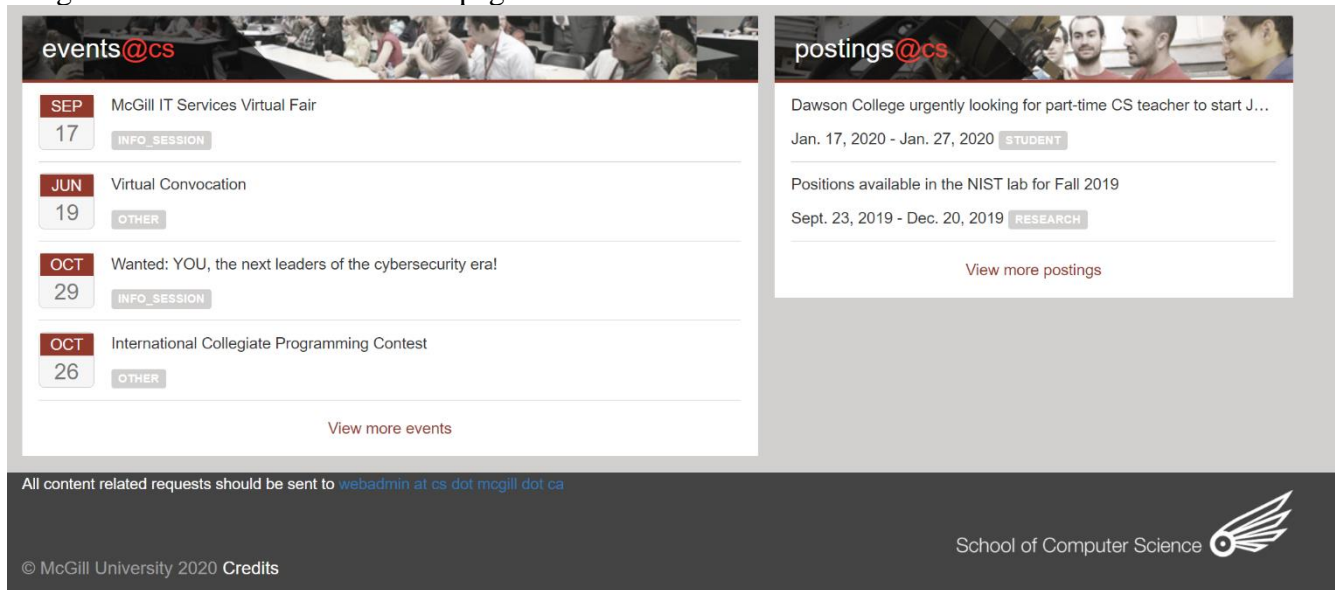 events@cs
SEP
17
McGill IT Services Virtual Fair
INFO_SESSION
JUN
19
Virtual Convocation
OTHER
OCT
29
Wanted: YOU, the next leaders of the cybersecurity era!
INFO_SESSION
OCT
26
International Collegiate Programming Contest
OTHER
View more events
postings@cs
Dawson College urgently looking for part-time CS teacher to start J…
Jan. 17, 2020 - Jan. 27, 2020 STUDENT
Positions available in the NIST lab for Fall 2019
Sept. 23, 2019 - Dec. 20, 2019 RESEARCH
View more postings
All content related requests should be sent to webadmin at cs dot mcgill dot ca
School of Computer Science
© McGill University 2020 Credits